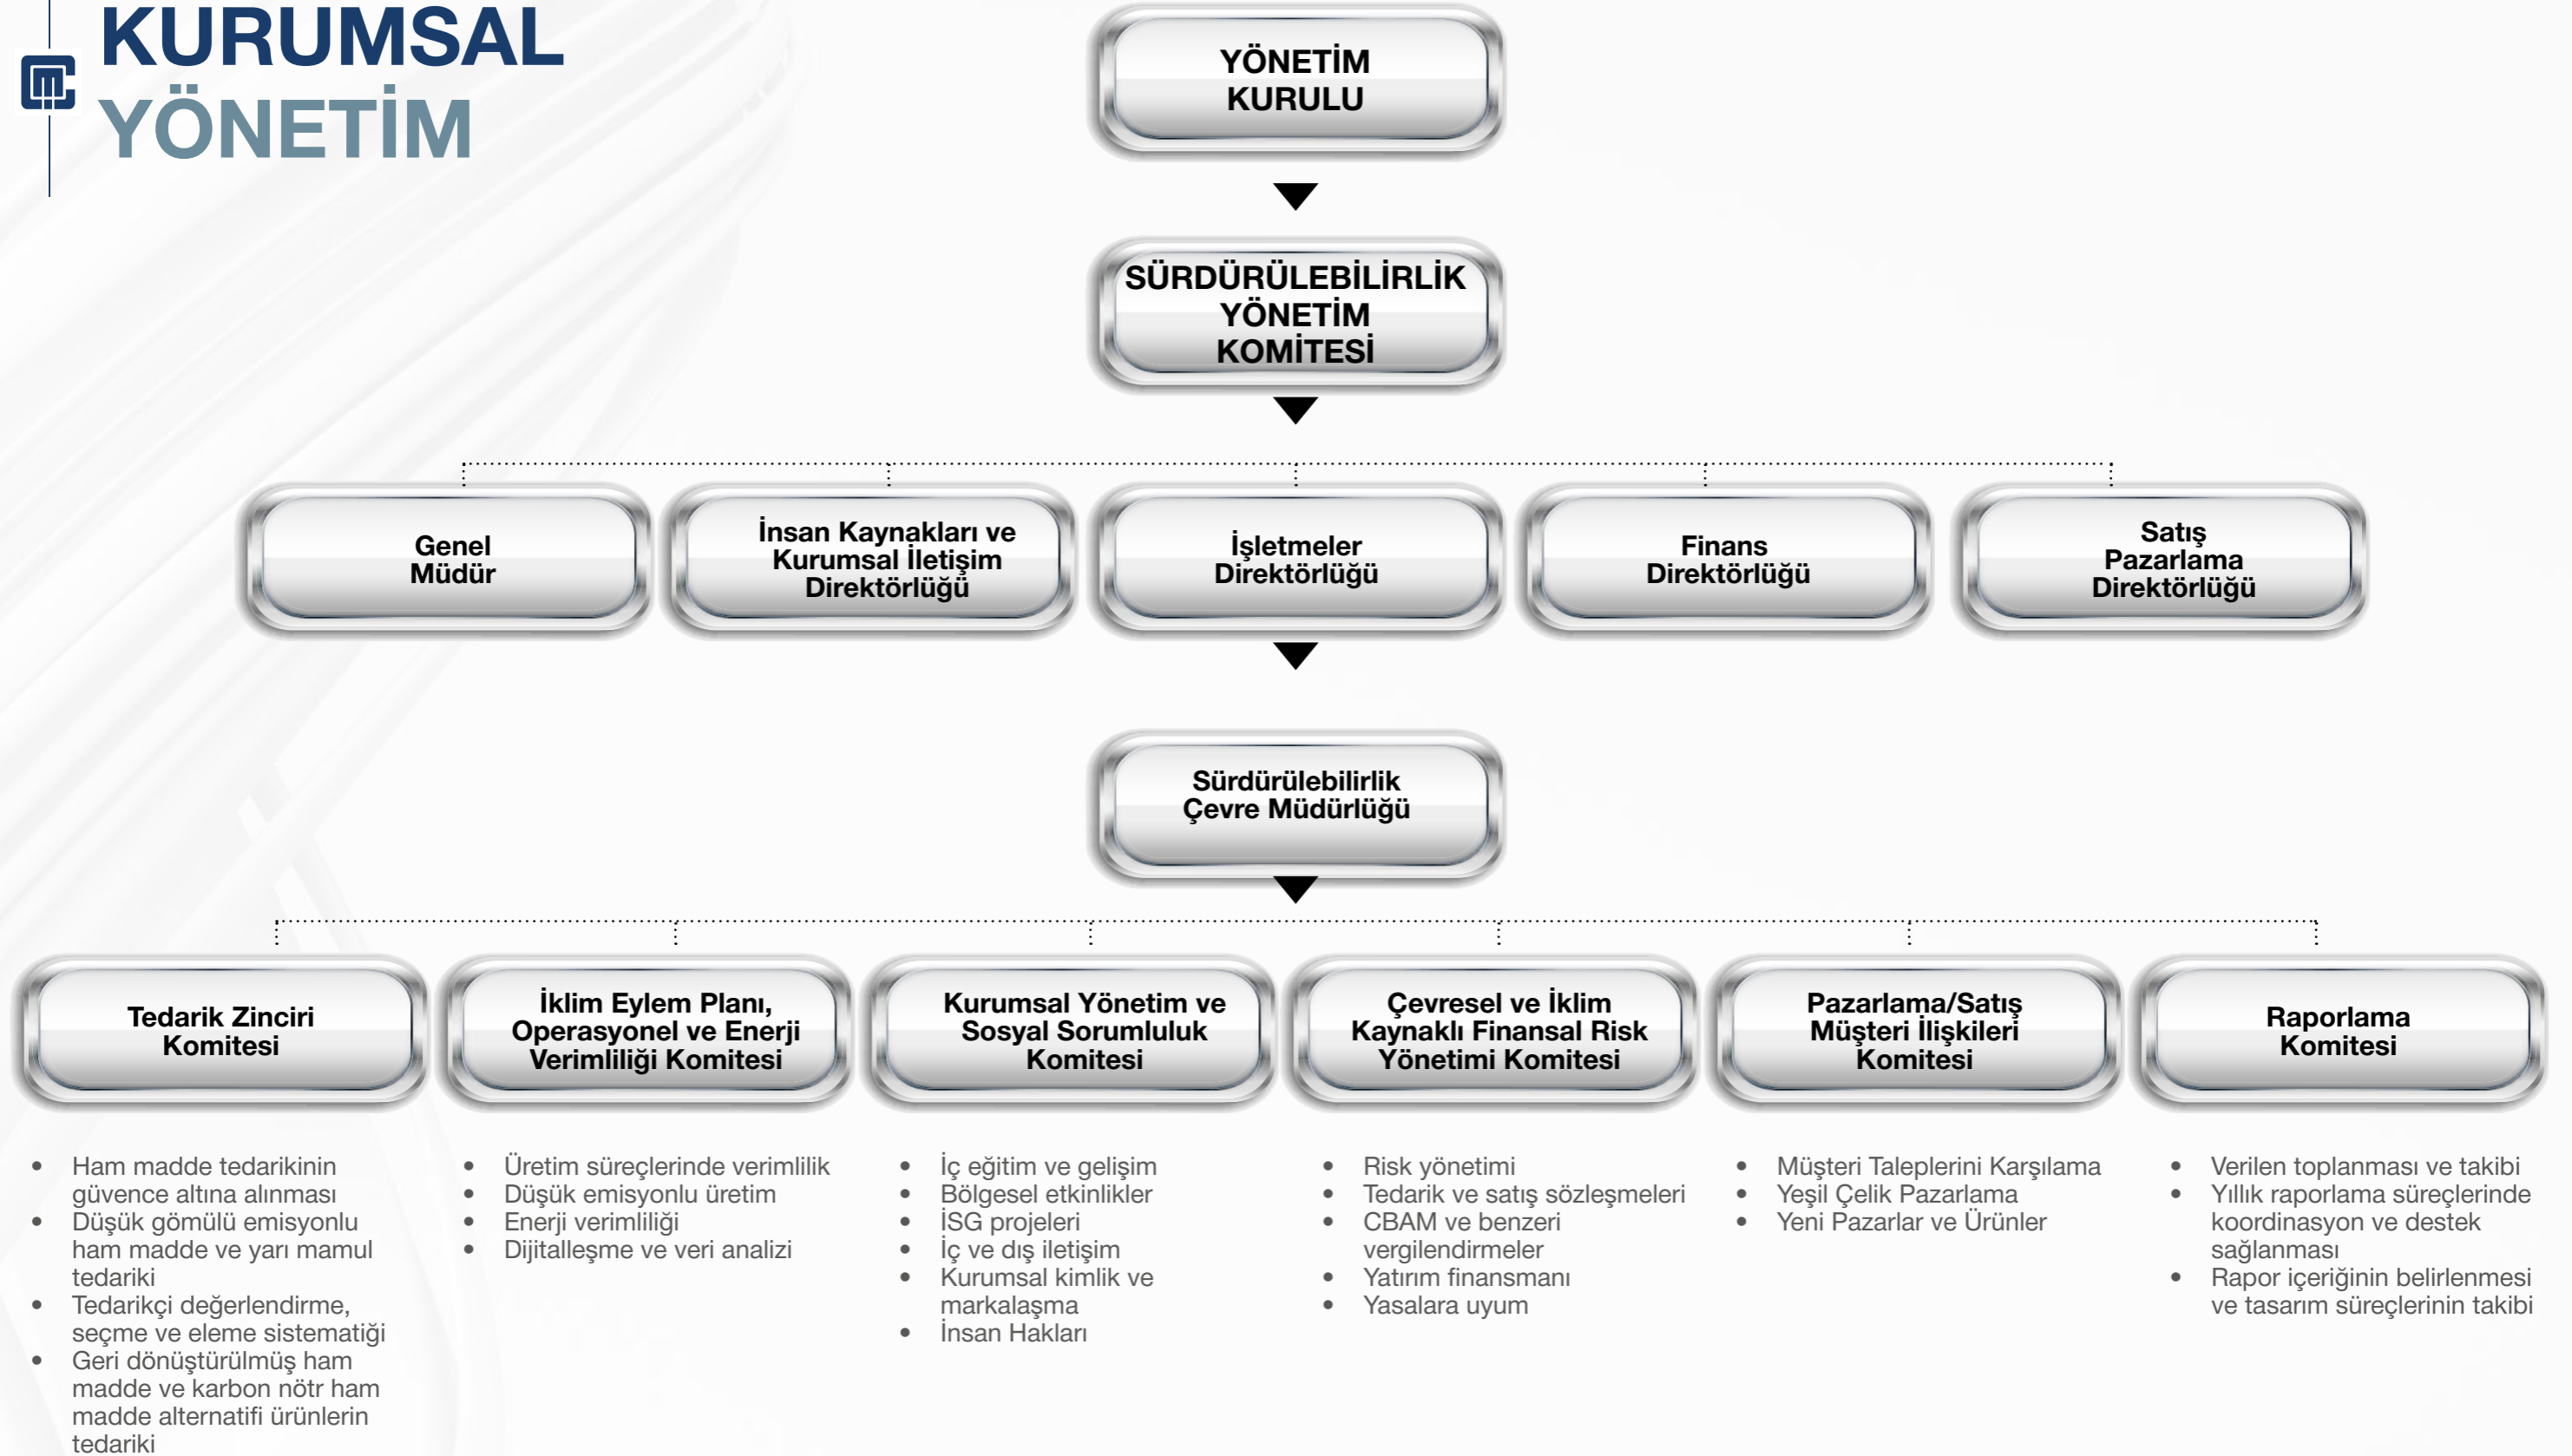 KURUMSAL
YÖNETİM
YÖNETİM
KURULU
SÜRDÜRÜLEBİLİRLİK
YÖNETİM
KOMİTESİ
Genel
Müdür
İnsan Kaynakları ve
Kurumsal İletişim
Direktörlüğü
İşletmeler
Direktörlüğü
Finans
Direktörlüğü
Satış
Pazarlama
Direktörlüğü
Sürdürülebilirlik
Çevre Müdürlüğü
Tedarik Zinciri
Komitesi
İklim Eylem Planı,
Operasyonel ve Enerji
Verimliliği Komitesi
Kurumsal Yönetim ve
Sosyal Sorumluluk
Komitesi
Çevresel ve İklim
Kaynaklı Finansal Risk
Yönetimi Komitesi
Pazarlama/Satış
Müşteri İlişkileri
Komitesi
Raporlama
Komitesi
• Ham madde tedarikinin
güvence altına alınması
• Düşük gömülü emisyonlu
ham madde ve yarı mamul
tedariki
• Tedarikçi değerlendirme,
seçme ve eleme sistematiği
• Geri dönüştürülmüş ham
madde ve karbon nötr ham
madde alternatifi ürünlerin
tedariki
• Üretim süreçlerinde verimlilik
• Düşük emisyonlu üretim
• Enerji verimliliği
• Dijitalleşme ve veri analizi
• İç eğitim ve gelişim
• Bölgesel etkinlikler
• İSG projeleri
• İç ve dış iletişim
• Kurumsal kimlik ve
markalaşma
• İnsan Hakları
• Risk yönetimi
• Tedarik ve satış sözleşmeleri
• CBAM ve benzeri
vergilendirmeler
• Yatırım finansmanı
• Yasalara uyum
• Müşteri Taleplerini Karşılama
• Yeşil Çelik Pazarlama
• Yeni Pazarlar ve Ürünler
• Verilen toplanması ve takibi
• Yıllık raporlama süreçlerinde
koordinasyon ve destek
sağlanması
• Rapor içeriğinin belirlenmesi
ve tasarım süreçlerinin takibi